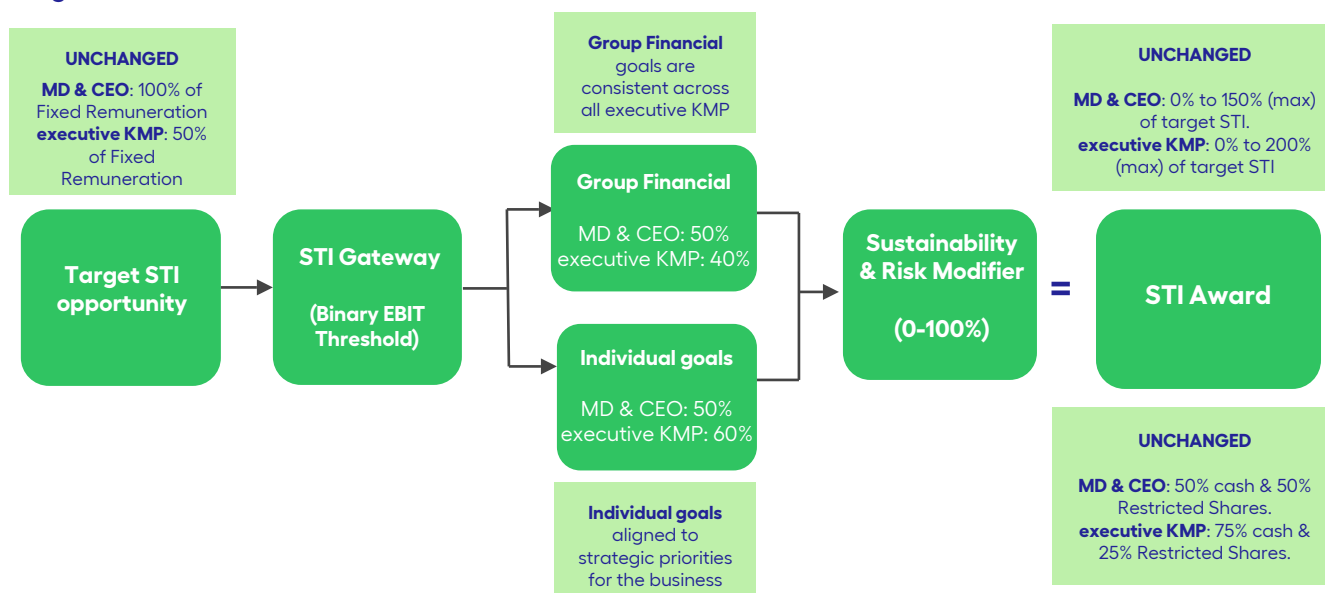 UNCHANGED
MD & CEO: 100% of
Fixed Remuneration
executive KMP: 50%
of Fixed
Remuneration
Target STI
opportunity
STI Gateway
(Binary EBIT
Threshold)
Group Financial
goals are
consistent across
all executive KMP
Group Financial
MD & CEO: 50%
executive KMP: 40%
Individual goals
MD & CEO: 50%
executive KMP: 60%
Individual goals
aligned to
strategic priorities
for the business
Sustainability
& Risk Modifier
(0-100%)
=
UNCHANGED
MD & CEO: 0% to 150% (max)
of target STI.
executive KMP: 0% to 200%
(max) of target STI
STI Award
UNCHANGED
MD & CEO: 50% cash & 50%
Restricted Shares.
executive KMP: 75% cash &
25% Restricted Shares.